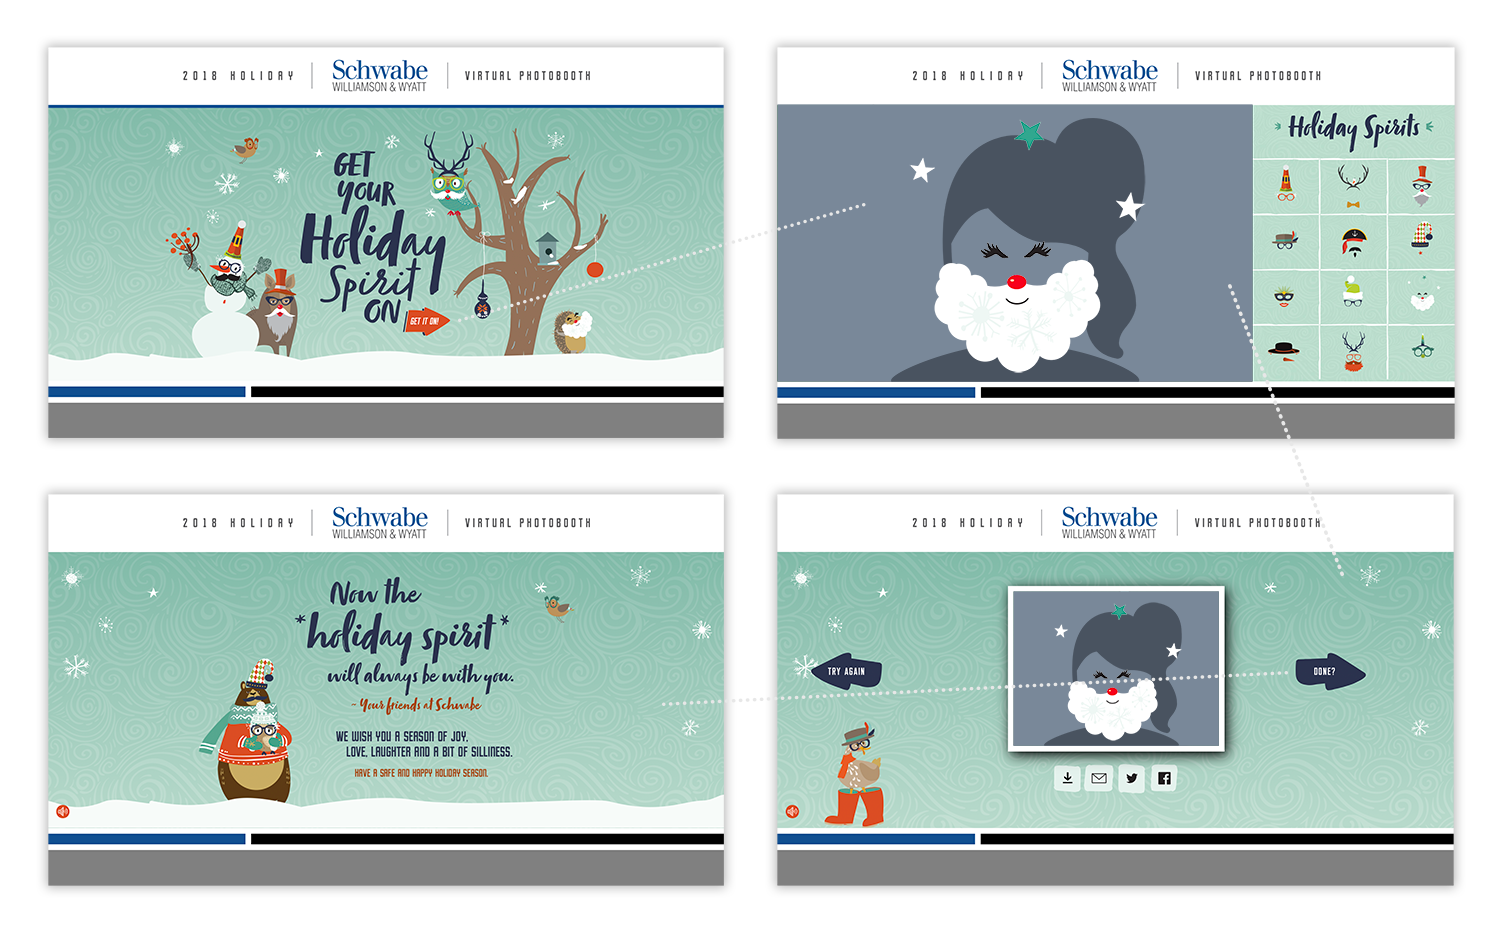 2018 HOLIDAY
Schwabe
WILLIAMSON & WYATT
VIRTUAL PHOTOBOOTH
GET
YOUR
Holiday
Spirit
ON
GET IT ON!
2018 HOLIDAY
Schwabe
WILLIAMSON & WYATT
VIRTUAL PHOTOBOOTH
Holiday Spirits
2018 HOLIDAY
Schwabe
WILLIAMSON & WYATT
VIRTUAL PHOTOBOOTH
Now the
*holiday spirit*
will always be with you.
~ Your friends at Schwabe
WE WISH YOU A SEASON OF JOY,
LOVE, LAUGHTER AND A BIT OF SILLINESS.
HAVE A SAFE AND HAPPY HOLIDAY SEASON.
2018 HOLIDAY
Schwabe
WILLIAMSON & WYATT
VIRTUAL PHOTOBOOTH
TRY AGAIN
DONE?